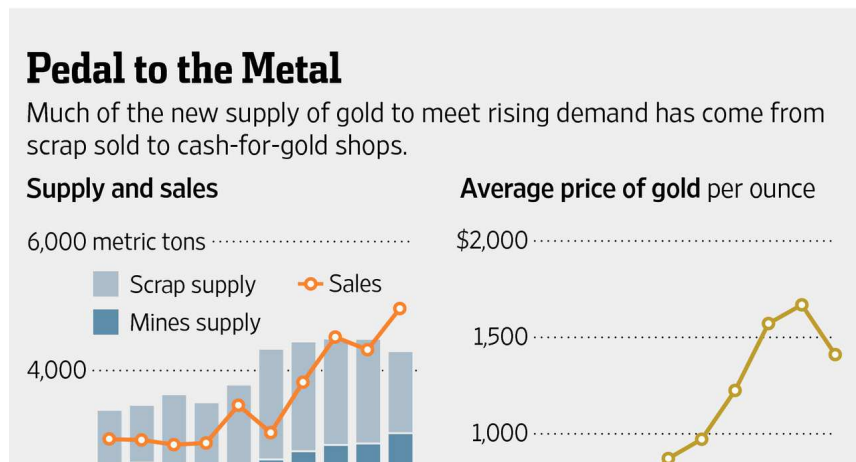 Pedal to the Metal
Much of the new supply of gold to meet rising demand has come from
scrap sold to cash-for-gold shops.
Supply and sales
6,000 metric tons
Scrap supply
Sales
Mines supply
4,000
Average price of gold per ounce
$2,000
1,500
1,000